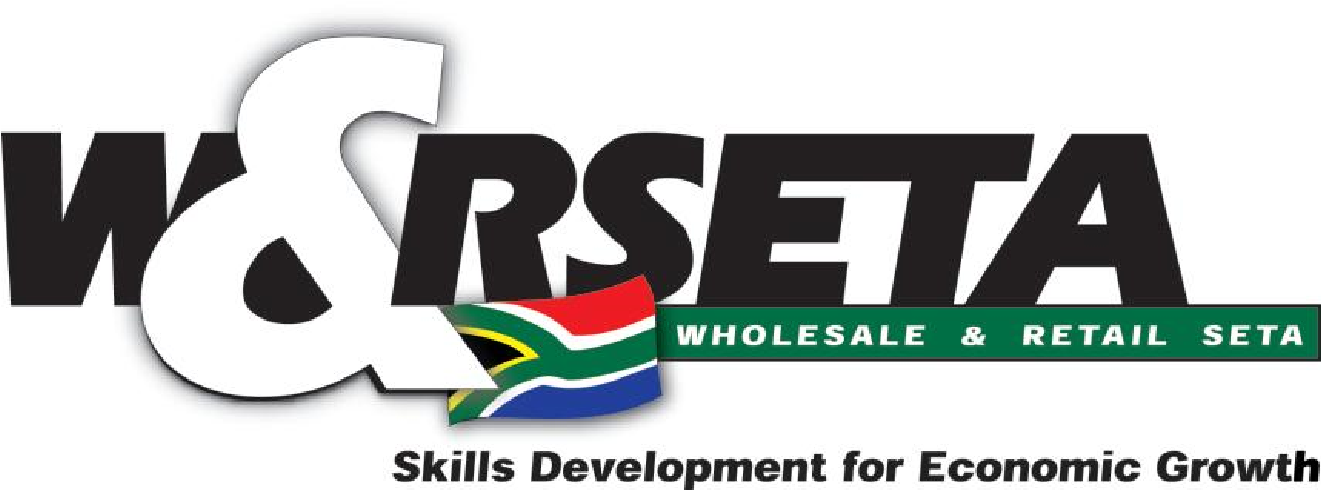 W&RSETA
WHOLESALE & RETAIL SETA
Skills Development for Economic Growth